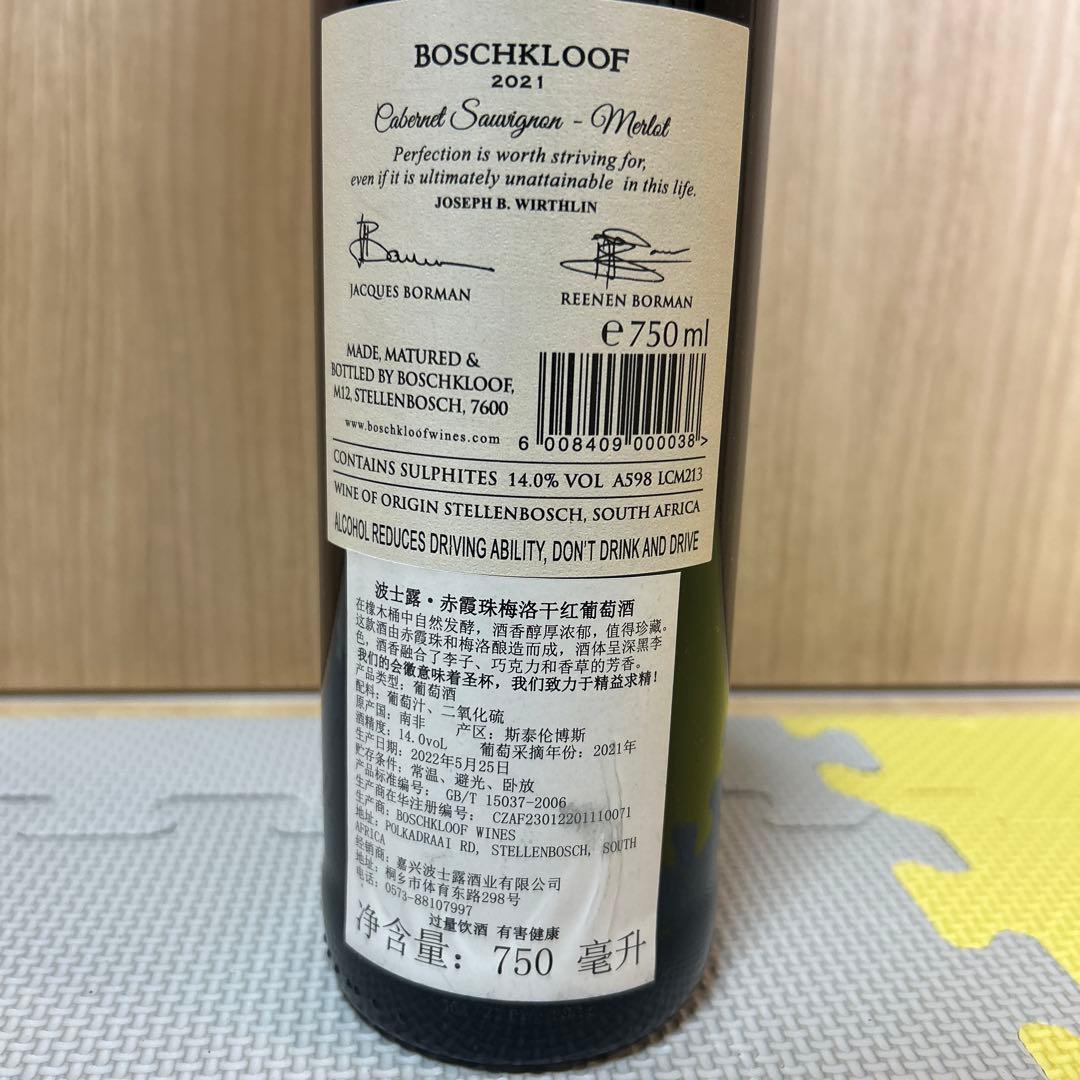 BOSCHKLOOF
2021
Cabernet Sauvignon - Merlot
Perfection is worth striving for,
even if it is ultimately unattainable in this life.
JOSEPH B. WIRTHLIN
JACQUES BORMAN
REENEN BORMAN
e 750 ml
MADE, MATURED &
BOTTLED BY BOSCHKLOOF,
M12, STELLENBOSCH, 7600
www.boschkloofwines.com
6 008409 000038 >
CONTAINS SULPHITES 14.0% VOL A598 LCM213
WINE OF ORIGIN STELLENBOSCH, SOUTH AFRICA
ALCOHOL REDUCES DRIVING ABILITY, DON'T DRINK AND DRIVE
波士露·赤霞珠梅洛干红葡萄酒
在橡木桶中自然发酵，酒香醇厚浓郁，值得珍藏。
这款酒由赤霞珠和梅洛酿造而成，酒体呈深黑李
色，酒香融合了李子、巧克力和香草的芳香。
我们的会徽意味着圣杯，我们致力于精益求精！
产品类型：葡萄酒
配料：葡萄汁、二氧化硫
原产国：南非 产区：斯泰伦博斯
酒精度：14.0voL 葡萄采摘年份：2021年
生产日期：2022年5月25日
贮存条件：常温、避光、卧放
产品标准编号： GB/T 15037-2006
生产商在华注册编号： CZAF23012201110071
生产商：BOSCHKLOOF WINES
地址：POLKADRAAI RD, STELLENBOSCH, SOUTH
AFRICA
经销商：嘉兴波士露酒业有限公司
地址：桐乡市体育东路298号
电话：0573-88107997
过量饮酒 有害健康
净含量：750 毫升